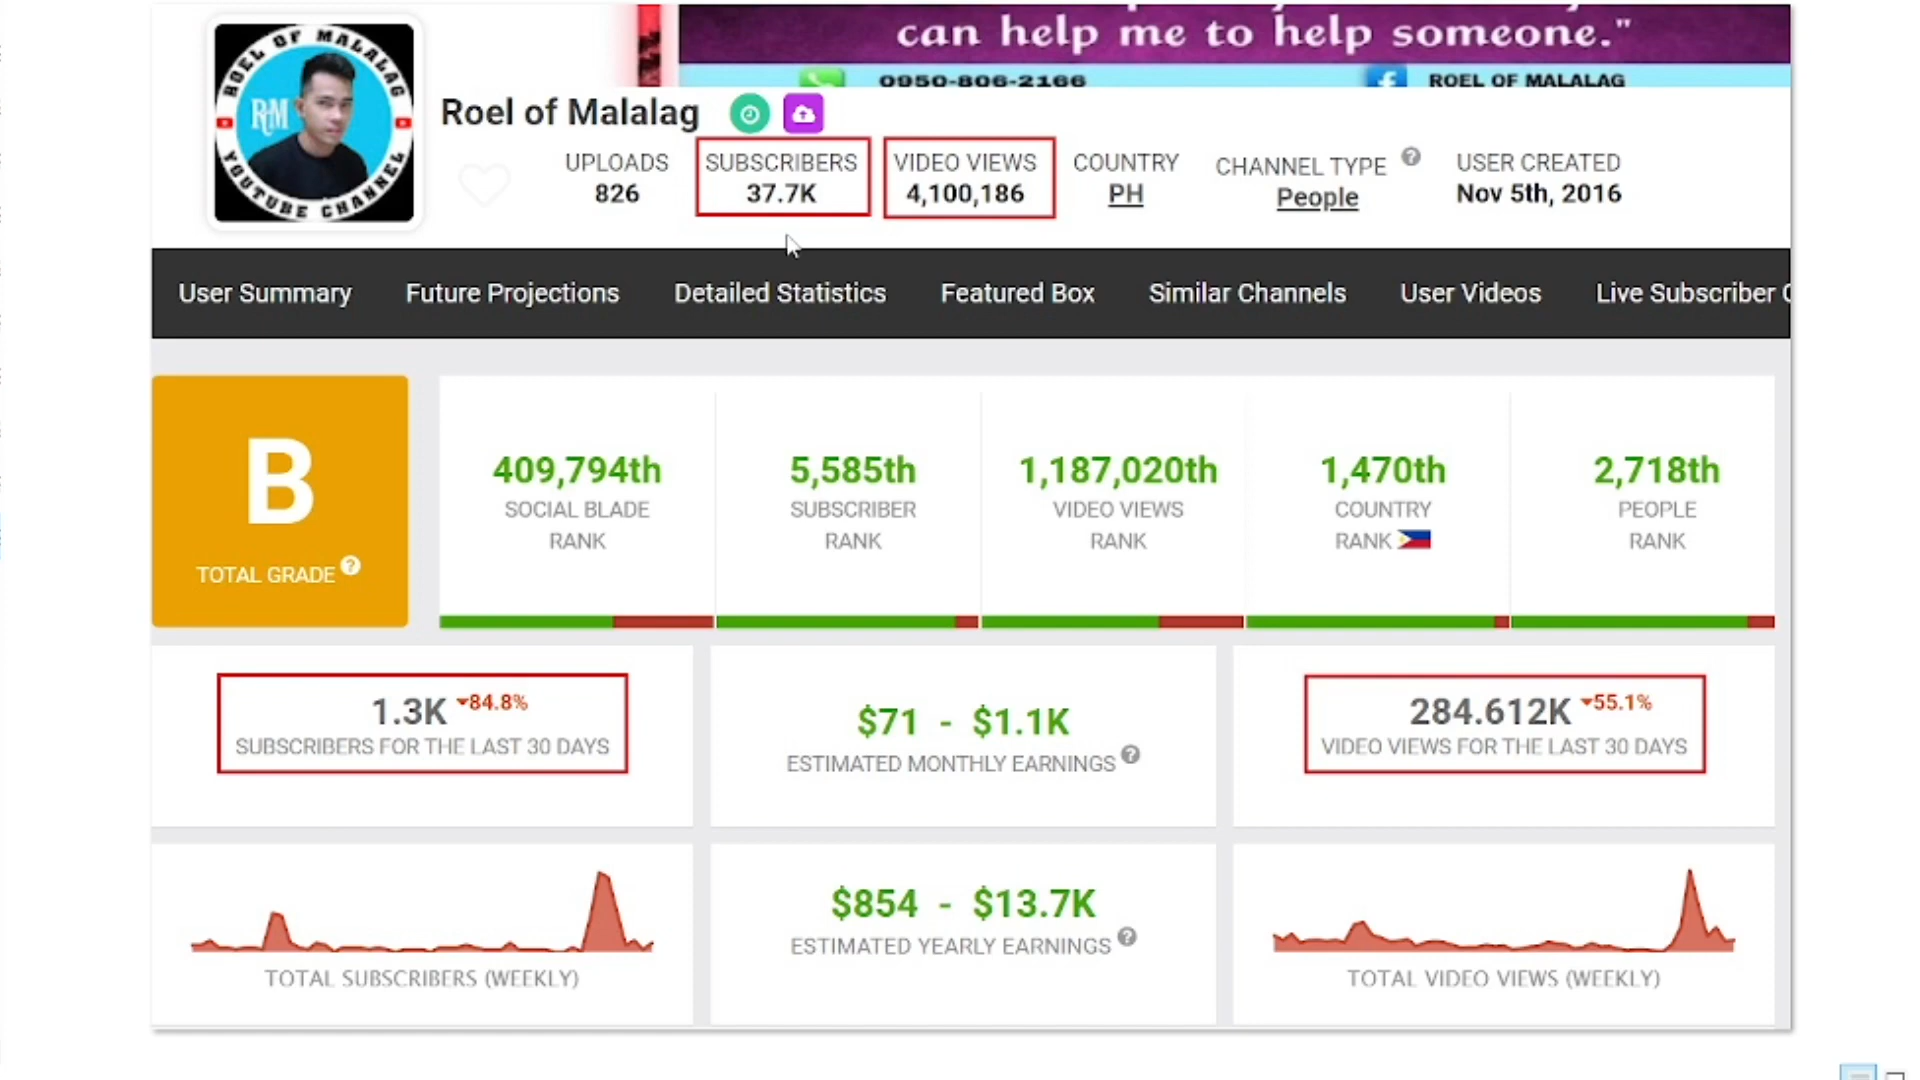 can help me to help someone."
0950-806-2166
ROEL OF MALALAG
ROEL OF MALALAG
RM
YOUTUBE CHANNEL
Roel of Malalag
UPLOADS
826
SUBSCRIBERS
37.7K
VIDEO VIEWS
4,100,186
COUNTRY
PH
CHANNEL TYPE ?
People
USER CREATED
Nov 5th, 2016
User Summary Future Projections Detailed Statistics Featured Box Similar Channels User Videos Live Subscriber
B
TOTAL GRADE ?
409,794th
SOCIAL BLADE
RANK
5,585th
SUBSCRIBER
RANK
1,187,020th
VIDEO VIEWS
RANK
1,470th
COUNTRY
RANK
2,718th
PEOPLE
RANK
1.3K 84.8%
SUBSCRIBERS FOR THE LAST 30 DAYS
$71 - $1.1K
ESTIMATED MONTHLY EARNINGS ?
284.612K 55.1%
VIDEO VIEWS FOR THE LAST 30 DAYS
TOTAL SUBSCRIBERS (WEEKLY)
$854 - $13.7K
ESTIMATED YEARLY EARNINGS ?
TOTAL VIDEO VIEWS (WEEKLY)